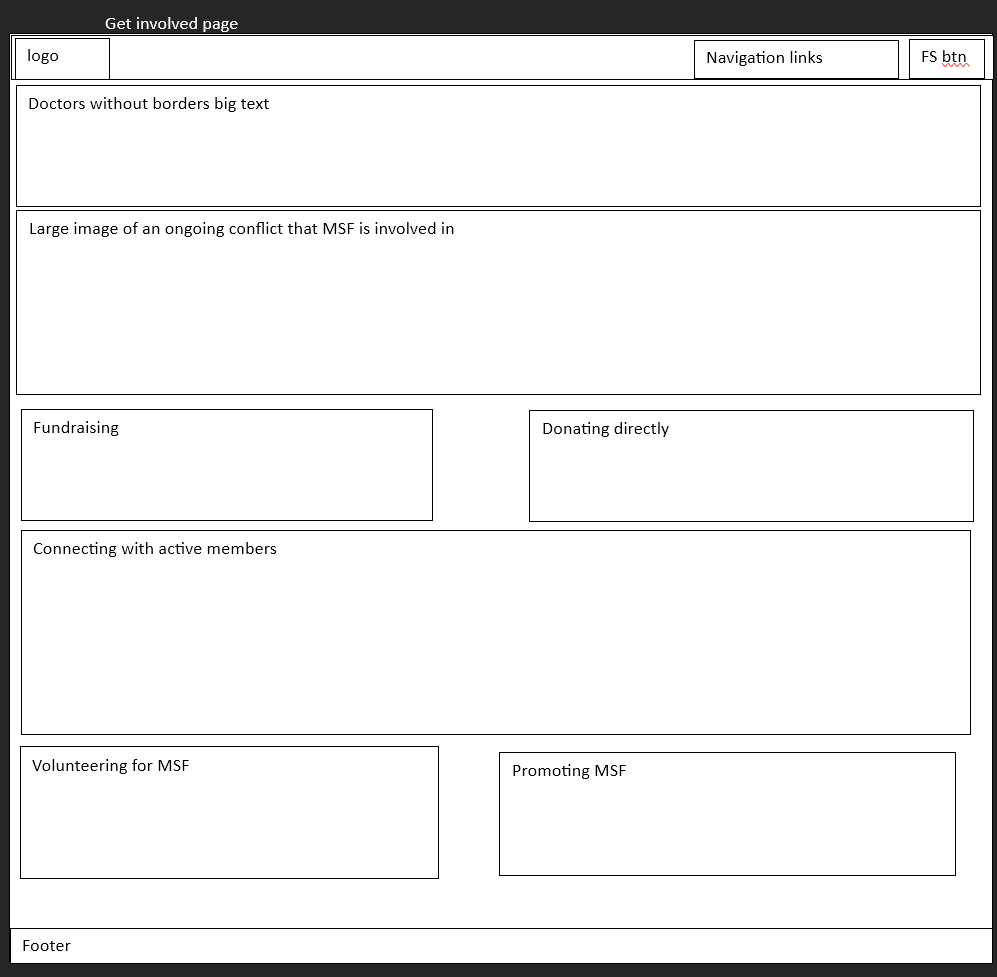 Get involved page
logo
Navigation links
FS btn
Doctors without borders big text
Large image of an ongoing conflict that MSF is involved in
Fundraising
Donating directly
Connecting with active members
Volunteering for MSF
Promoting MSF
Footer